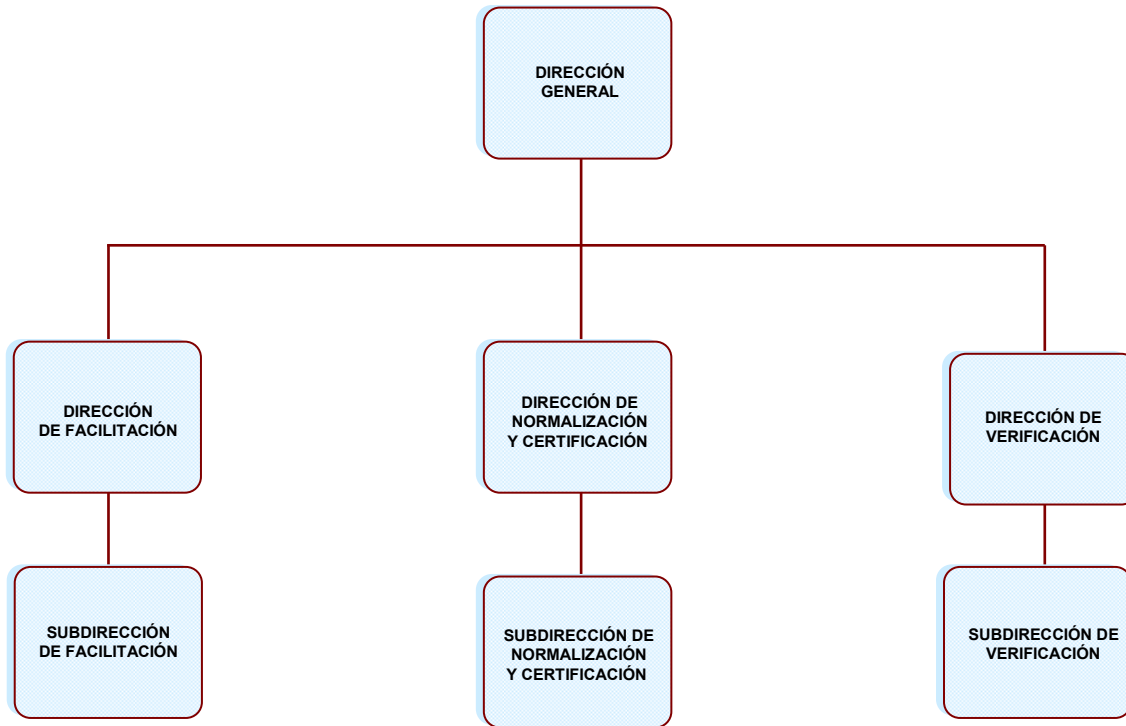 DIRECCIÓN
GENERAL
DIRECCIÓN
DE FACILITACIÓN
DIRECCIÓN DE
NORMALIZACIÓN
Y CERTIFICACIÓN
DIRECCIÓN DE
VERIFICACIÓN
SUBDIRECCIÓN
DE FACILITACIÓN
SUBDIRECCIÓN DE
NORMALIZACIÓN
Y CERTIFICACIÓN
SUBDIRECCIÓN DE
VERIFICACIÓN